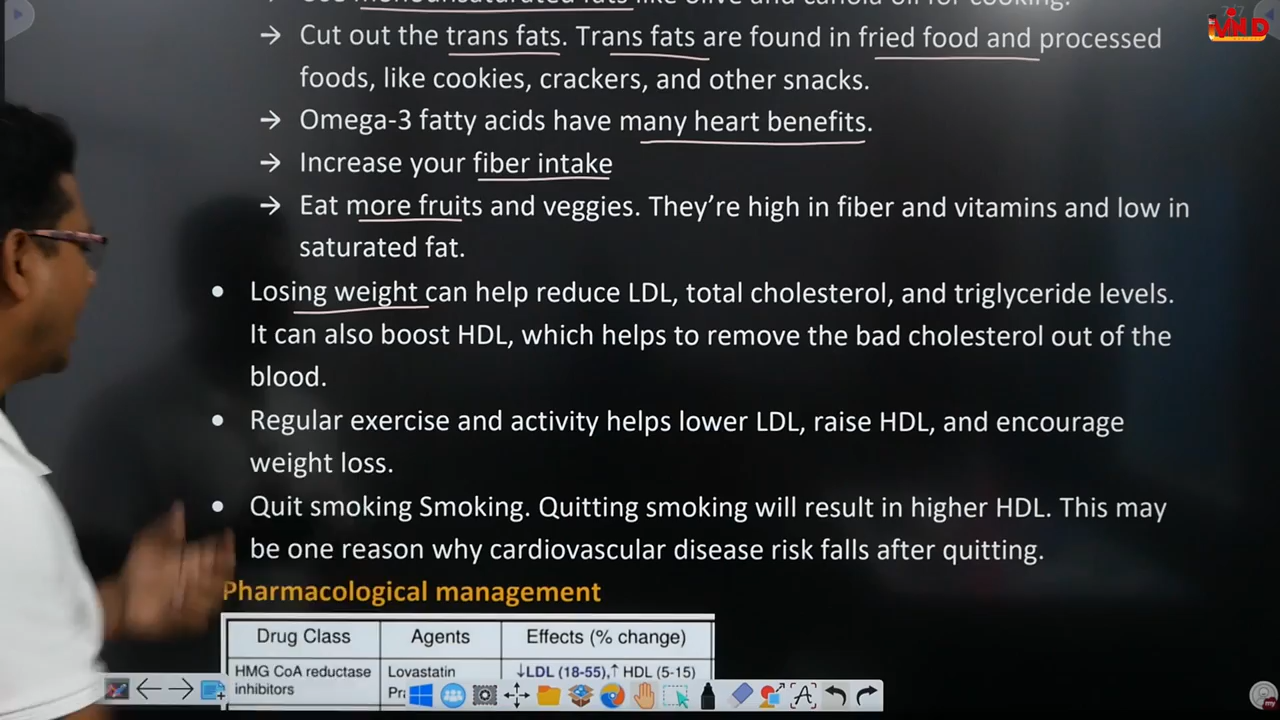 → Cut out the trans fats. Trans fats are found in fried food and processed
foods, like cookies, crackers, and other snacks.
→ Omega-3 fatty acids have many heart benefits.
→ Increase your fiber intake
→ Eat more fruits and veggies. They’re high in fiber and vitamins and low in
saturated fat.
• Losing weight can help reduce LDL, total cholesterol, and triglyceride levels.
It can also boost HDL, which helps to remove the bad cholesterol out of the
blood.
• Regular exercise and activity helps lower LDL, raise HDL, and encourage
weight loss.
• Quit smoking Smoking. Quitting smoking will result in higher HDL. This may
be one reason why cardiovascular disease risk falls after quitting.
Pharmacological management
Drug Class Agents Effects (% change)
HMG CoA reductase Lovastatin ↓LDL (18-55),↑ HDL (5-15)
inhibitors